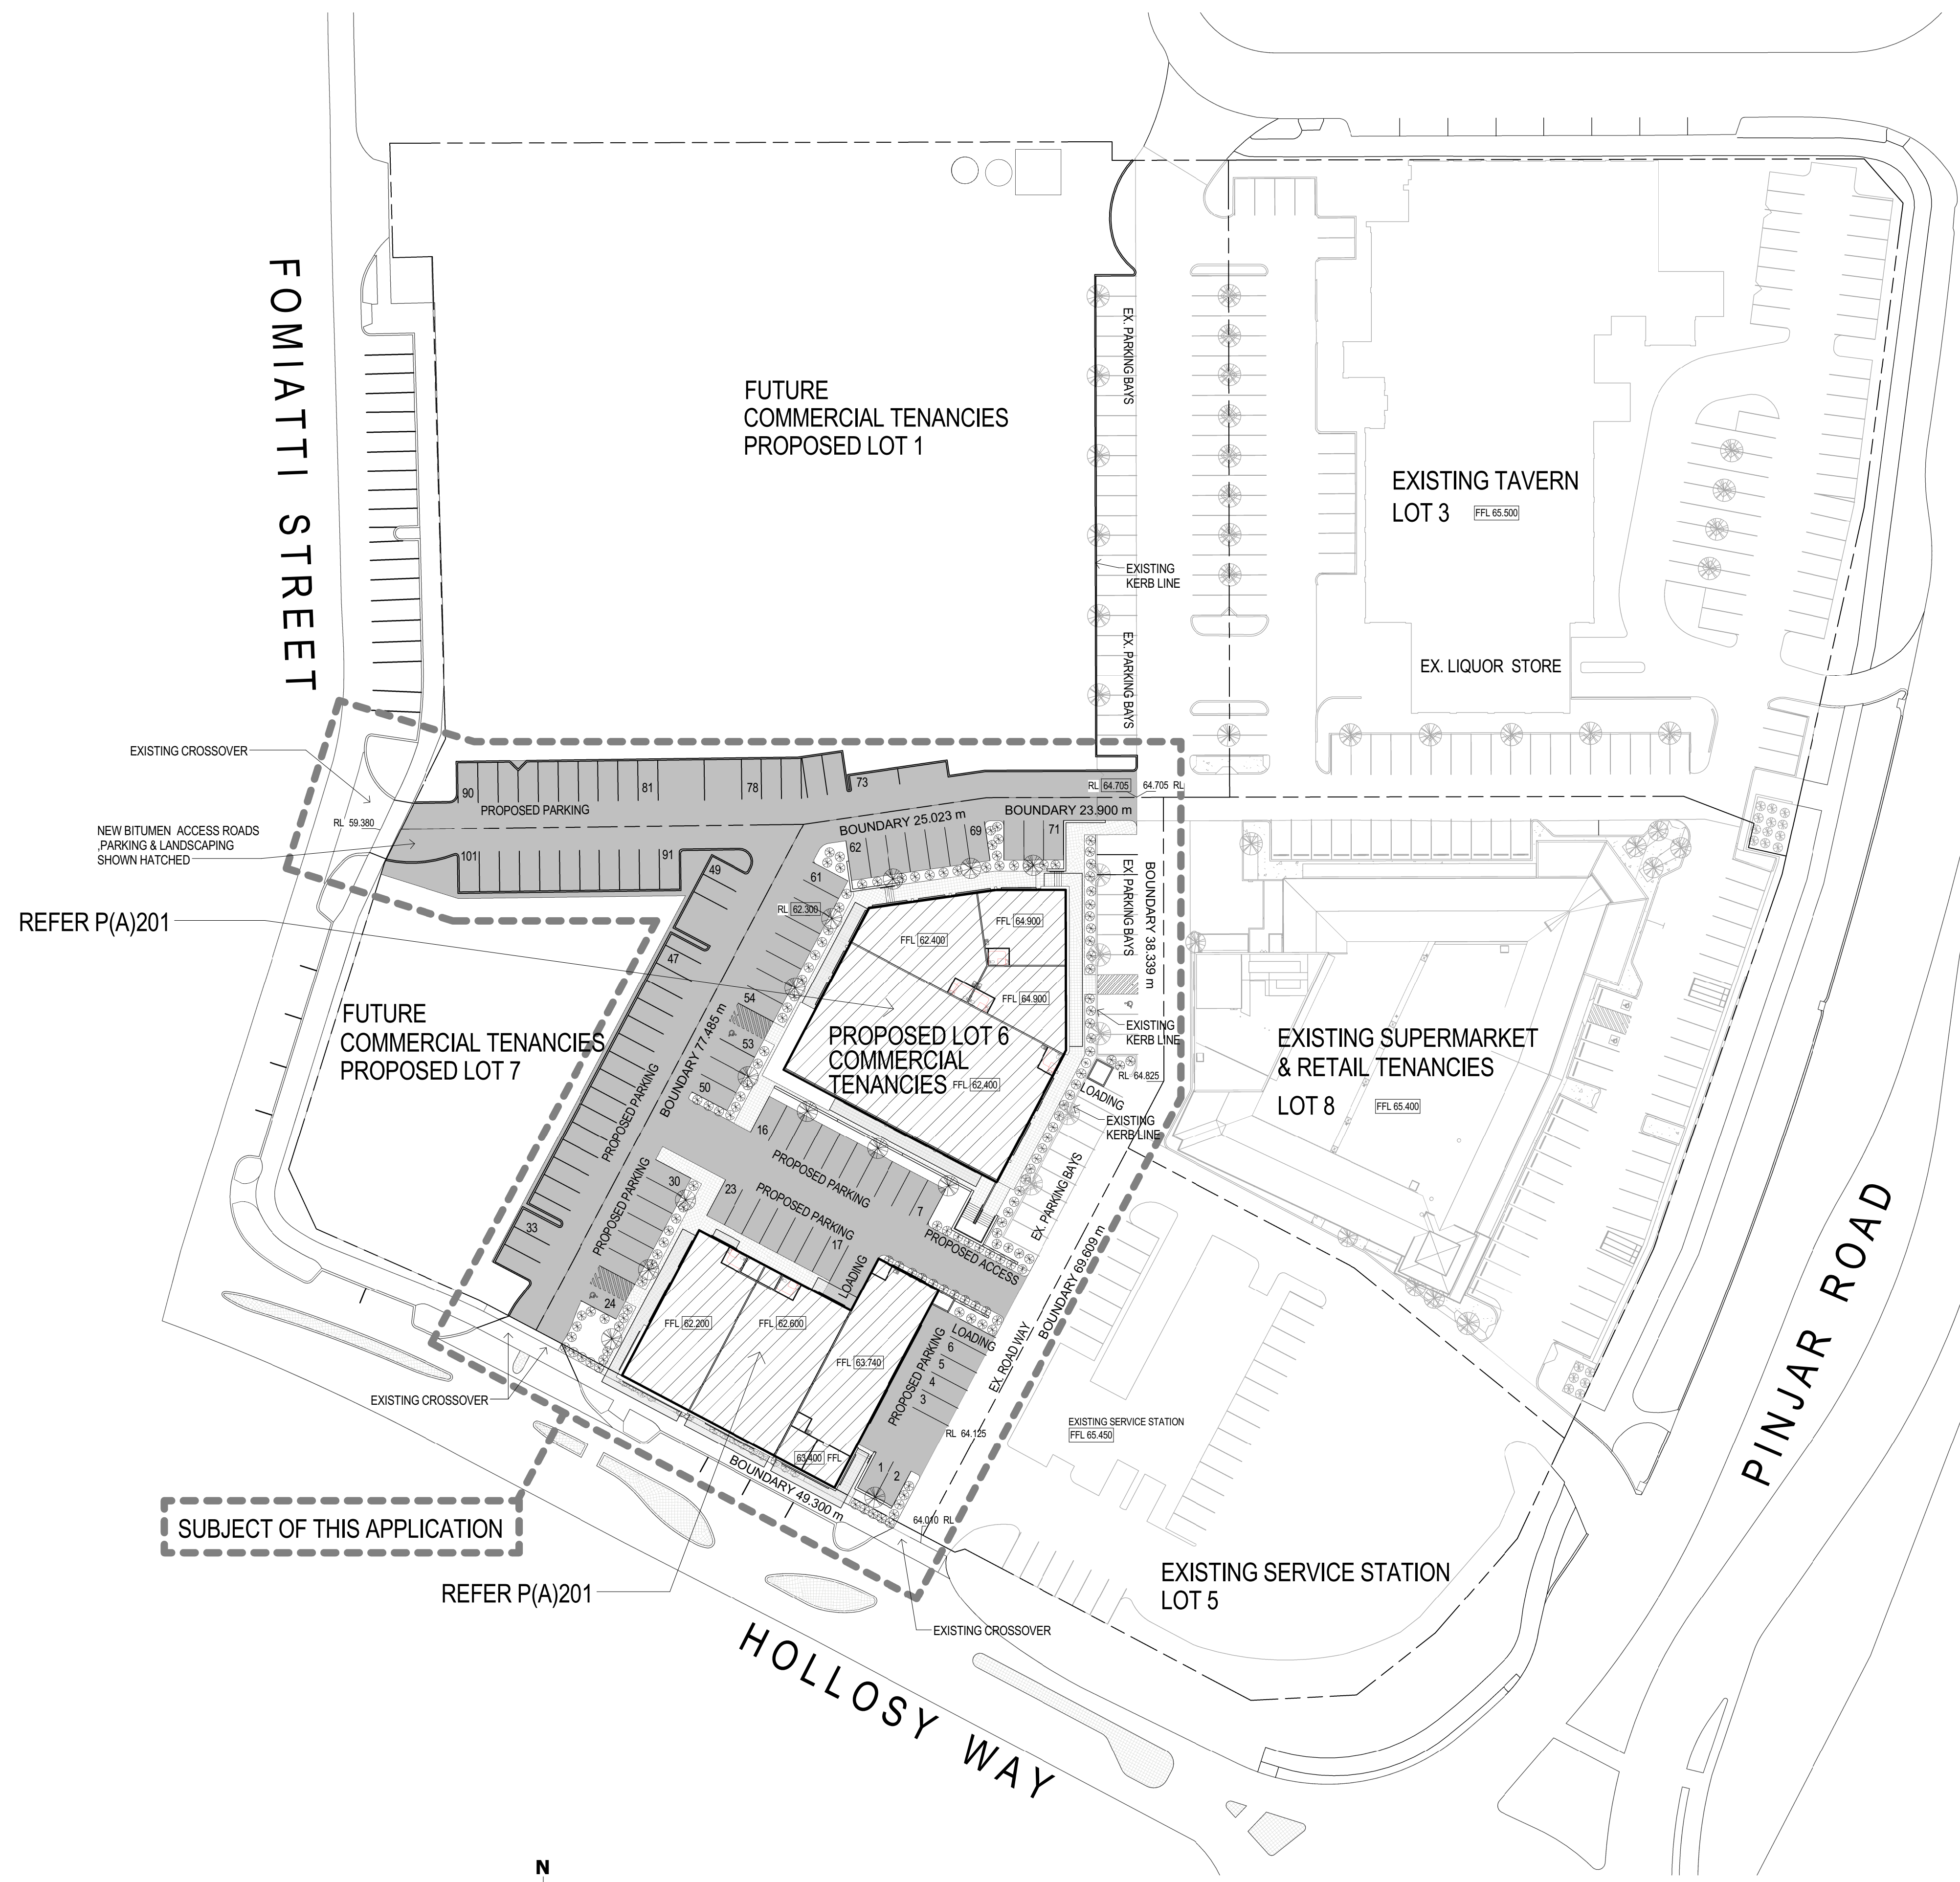 FOMIATTI STREET
FUTURE
COMMERCIAL TENANCIES
PROPOSED LOT 1
EX. PARKING BAYS
EXISTING
KERB LINE
EX. PARKING BAYS
EXISTING TAVERN
LOT 3
FFL 65.500
EX. LIQUOR STORE
EXISTING CROSSOVER
RL 59.380
NEW BITUMEN ACCESS ROADS
,PARKING & LANDSCAPING
SHOWN HATCHED
REFER P(A)201
90
81
78
73
PROPOSED PARKING
101
91
RL 64.705
64.705 RL
BOUNDARY 23.900 m
BOUNDARY 25.023 m
62
69
71
49
61
RL 62.300
47
54
53
50
BOUNDARY 77.485 m
FFL 62.400
FFL 64.900
FFL 64.900
PROPOSED LOT 6
COMMERCIAL
TENANCIES
FFL 62.400
EX PARKING BAYS
BOUNDARY 38.339 m
EXISTING
KERB LINE
RL 64.825
LOADING
EXISTING
KERB LINE
FUTURE
COMMERCIAL TENANCIES
PROPOSED LOT 7
PROPOSED PARKING
EXISTING SUPERMARKET
& RETAIL TENANCIES
LOT 8
FFL 65.400
16
PROPOSED PARKING
7
30
23
PROPOSED PARKING
17
PROPOSED PARKING
33
24
LOADING
PROPOSED ACCESS
EX. PARKING BAYS
BOUNDARY 69.609 m
EX. ROAD WAY
FFL 62.200
FFL 62.600
FFL 63.740
63.400 FFL
LOADING
PROPOSED PARKING
6
5
4
3
1
2
RL 64.125
64.010 RL
EXISTING SERVICE STATION
FFL 65.450
EXISTING CROSSOVER
BOUNDARY 49.300 m
SUBJECT OF THIS APPLICATION
REFER P(A)201
EXISTING CROSSOVER
EXISTING SERVICE STATION
LOT 5
HOLLOSY WAY
PINJAR ROAD
N